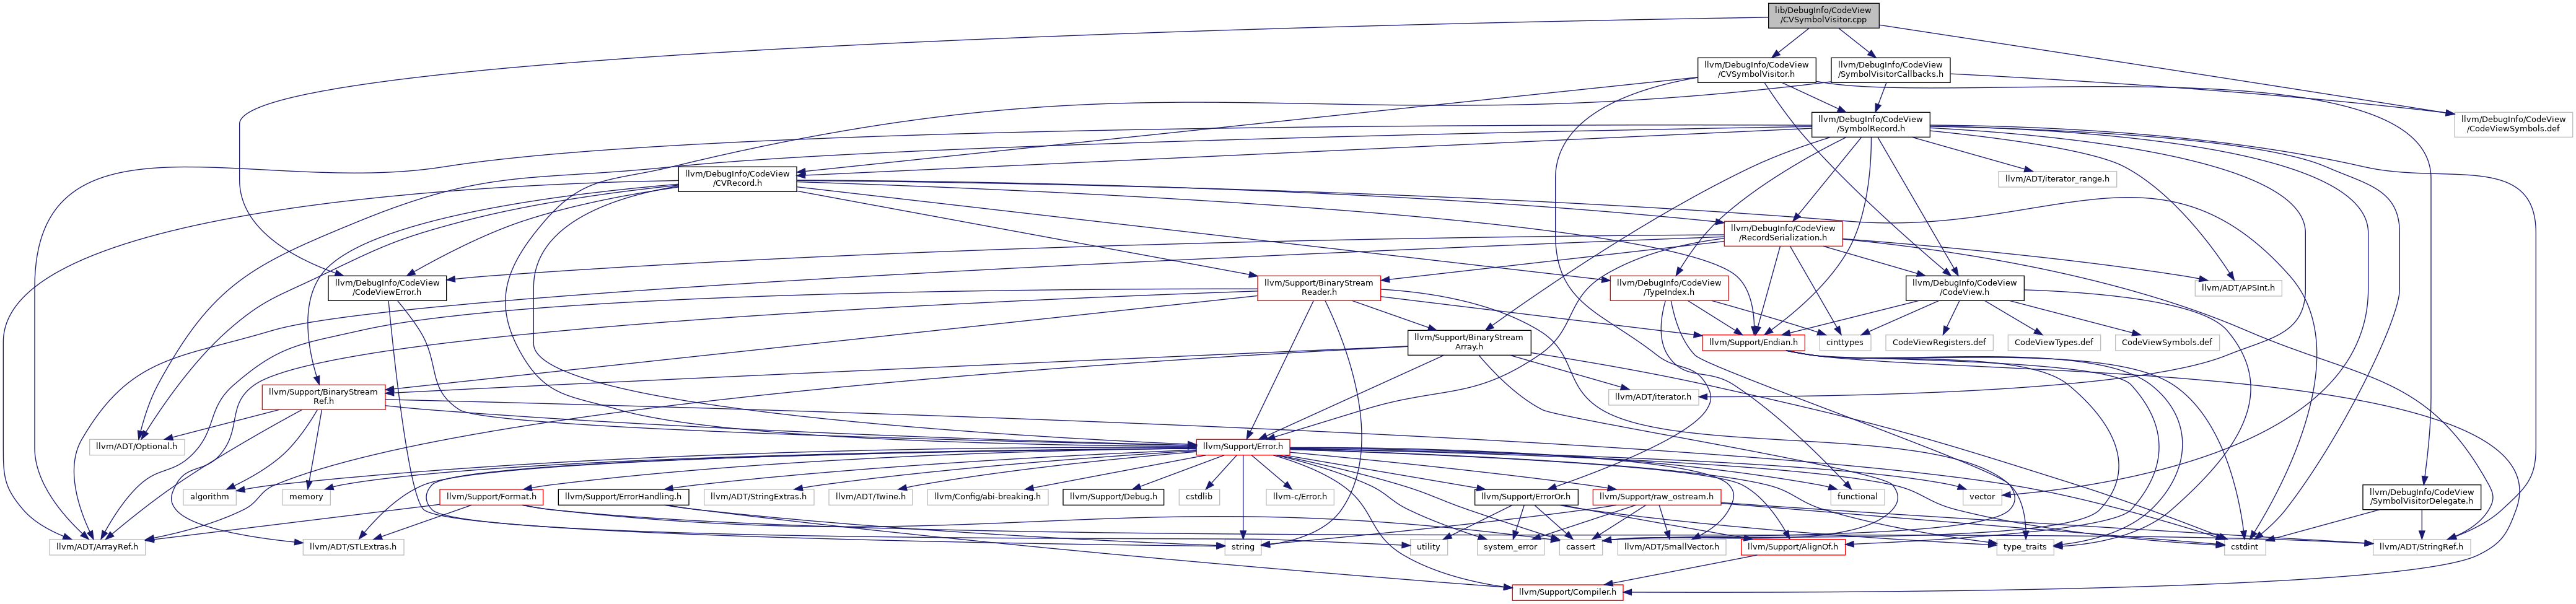 lib/DebugInfo/CodeView
/CVSymbolVisitor.cpp
llvm/DebugInfo/CodeView
/CVSymbolVisitor.h
llvm/DebugInfo/CodeView
/SymbolVisitorCallbacks.h
llvm/DebugInfo/CodeView
/SymbolRecord.h
llvm/DebugInfo/CodeView
/CodeViewSymbols.def
llvm/DebugInfo/CodeView
/CVRecord.h
llvm/ADT/iterator_range.h
llvm/DebugInfo/CodeView
/RecordSerialization.h
llvm/DebugInfo/CodeView
/CodeViewError.h
llvm/Support/BinaryStream
Reader.h
llvm/DebugInfo/CodeView
/TypeIndex.h
llvm/DebugInfo/CodeView
/CodeView.h
llvm/ADT/APSInt.h
llvm/Support/BinaryStream
Array.h
llvm/Support/Endian.h
cinttypes
CodeViewRegisters.def
CodeViewTypes.def
CodeViewSymbols.def
llvm/Support/BinaryStream
Ref.h
llvm/ADT/iterator.h
llvm/ADT/Optional.h
llvm/Support/Error.h
algorithm
memory
llvm/Support/Format.h
llvm/Support/ErrorHandling.h
llvm/ADT/StringExtras.h
llvm/ADT/Twine.h
llvm/Config/abi-breaking.h
llvm/Support/Debug.h
cstdlib
llvm-c/Error.h
llvm/Support/ErrorOr.h
llvm/Support/raw_ostream.h
functional
vector
llvm/DebugInfo/CodeView
/SymbolVisitorDelegate.h
llvm/ADT/ArrayRef.h
llvm/ADT/STLExtras.h
string
utility
system_error
cassert
llvm/ADT/SmallVector.h
llvm/Support/AlignOf.h
type_traits
cstdint
llvm/ADT/StringRef.h
llvm/Support/Compiler.h